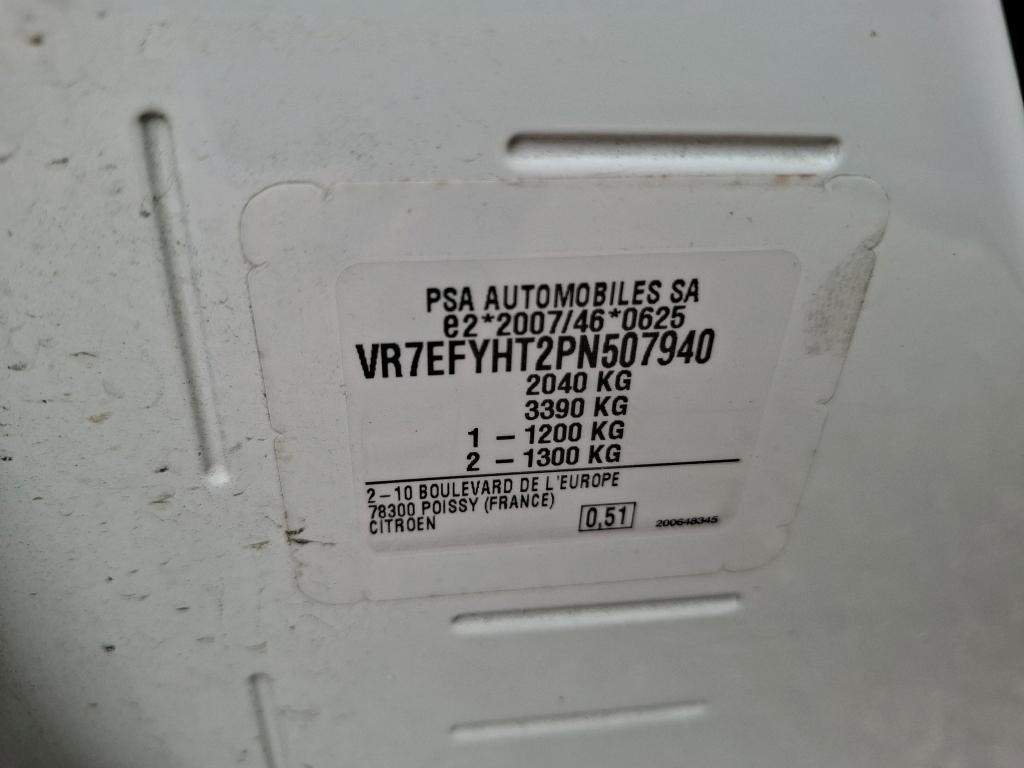 PSA AUTOMOBILES SA
e2*2007/46*0625
VR7EFYHT2PN507940
2040 KG
3390 KG
1 – 1200 KG
2 – 1300 KG
2–10 BOULEVARD DE L'EUROPE
78300 POISSY (FRANCE)
CITROEN
0,51
200648345